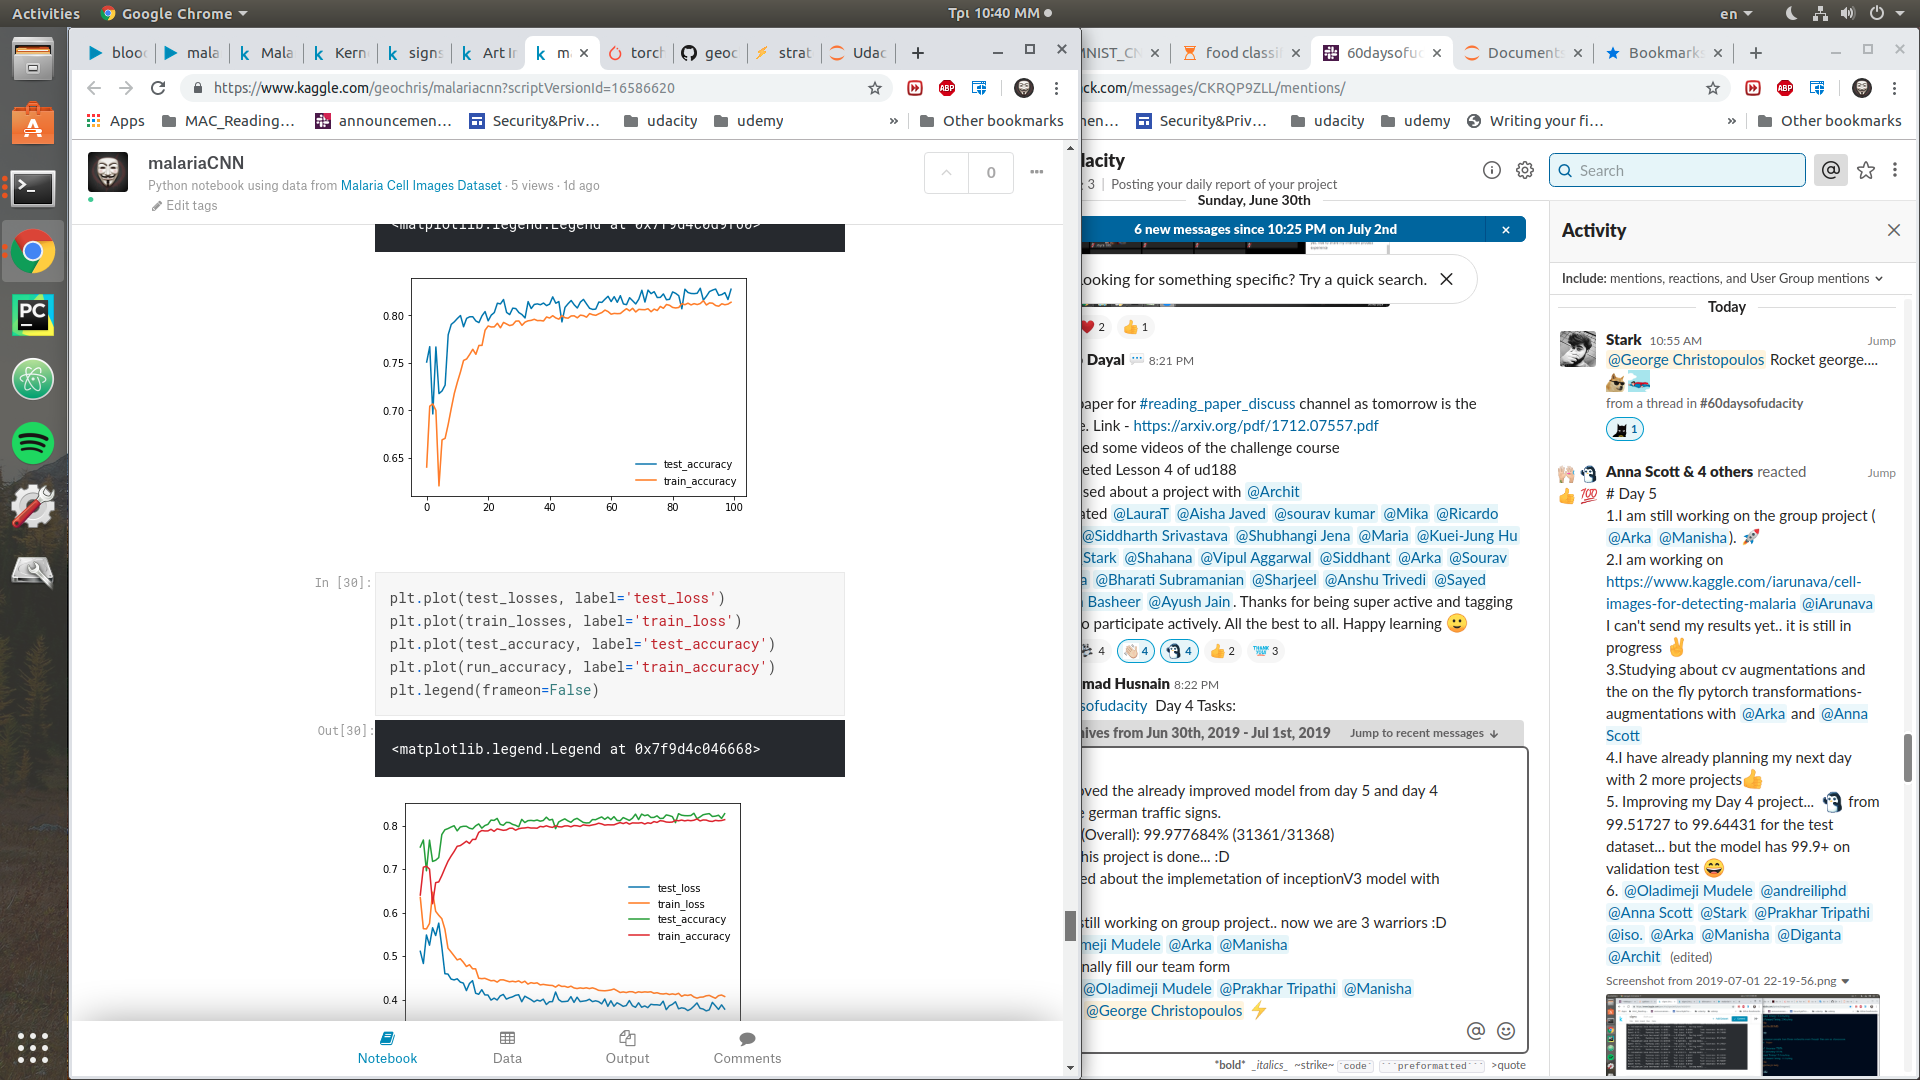 Activities
Google Chrome
Τρι 10:40 ΜΜ
en
bloo
mala
Mala
Kern
signs
Art I
ma
torch
geoc
strat
Udac
https://www.kaggle.com/geochris/malariacnn?scriptVersionId=16586620
Apps
MAC_Reading...
announcemen...
Security&Priv...
udacity
udemy
»
Other bookmarks
malariaCNN
Python notebook using data from Malaria Cell Images Dataset · 5 views · 1d ago
Edit tags
0
<matplotlib.legend.Legend at 0x7f9d4c0d9f60>
0.80
0.75
0.70
0.65
test_accuracy
train_accuracy
0 20 40 60 80 100
In [30]:
plt.plot(test_losses, label='test_loss')
plt.plot(train_losses, label='train_loss')
plt.plot(test_accuracy, label='test_accuracy')
plt.plot(run_accuracy, label='train_accuracy')
plt.legend(frameon=False)
Out[30]:
<matplotlib.legend.Legend at 0x7f9d4c046668>
0.8
0.7
0.6
0.5
0.4
test_loss
train_loss
test_accuracy
train_accuracy
Notebook
Data
Output
Comments
MNIST_CN
food classif
60daysofud
Documents
Bookmarks
ck.com/messages/CKRQP9ZLL/mentions/
men...
Security&Priv...
udacity
udemy
Writing your fi...
»
Other bookmarks
dacity
3 | Posting your daily report of your project
Search
Sunday, June 30th
6 new messages since 10:25 PM on July 2nd
Looking for something specific? Try a quick search.
2
1
Dayal 8:21 PM
paper for #reading_paper_discuss channel as tomorrow is the
e. Link - https://arxiv.org/pdf/1712.07557.pdf
ed some videos of the challenge course
eted Lesson 4 of ud188
sed about a project with @Archit
ated @LauraT @Aisha Javed @sourav kumar @Mika @Ricardo
@Siddharth Srivastava @Shubhangi Jena @Maria @Kuei-Jung Hu
Stark @Shahana @Vipul Aggarwal @Siddhant @Arka @Sourav
a @Bharati Subramanian @Sharjeel @Anshu Trivedi @Sayed
Basheer @Ayush Jain. Thanks for being super active and tagging
o participate actively. All the best to all. Happy learning
4
4
4
2
3
mad Husnain 8:22 PM
sofudacity Day 4 Tasks:
hives from Jun 30th, 2019 - Jul 1st, 2019
Jump to recent messages ↓
oved the already improved model from day 5 and day 4
e german traffic signs.
(Overall): 99.977684% (31361/31368)
his project is done... :D
ed about the implemetation of inceptionV3 model with
still working on group project.. now we are 3 warriors :D
meji Mudele @Arka @Manisha
nally fill our team form
@Oladimeji Mudele @Prakhar Tripathi @Manisha
@George Christopoulos
*bold* _italics_ ~strike~ `code` ```preformatted``` >quote
Activity
Include: mentions, reactions, and User Group mentions
Today
Stark 10:55 AM
Jump
@George Christopoulos Rocket george....
from a thread in #60daysofudacity
1
Anna Scott & 4 others reacted
Jump
# Day 5
1.I am still working on the group project (
@Arka @Manisha).
2.I am working on
https://www.kaggle.com/iarunava/cell-
images-for-detecting-malaria @iArunava
I can't send my results yet.. it is still in
progress
3.Studying about cv augmentations and
the on the fly pytorch transformations-
augmentations with @Arka and @Anna
Scott
4.I have already planning my next day
with 2 more projects
5. Improving my Day 4 project... from
99.51727 to 99.64431 for the test
dataset... but the model has 99.9+ on
validation test
6. @Oladimeji Mudele @andreiliphd
@Anna Scott @Stark @Prakhar Tripathi
@iso. @Arka @Manisha @Diganta
@Archit (edited)
Screenshot from 2019-07-01 22-19-56.png